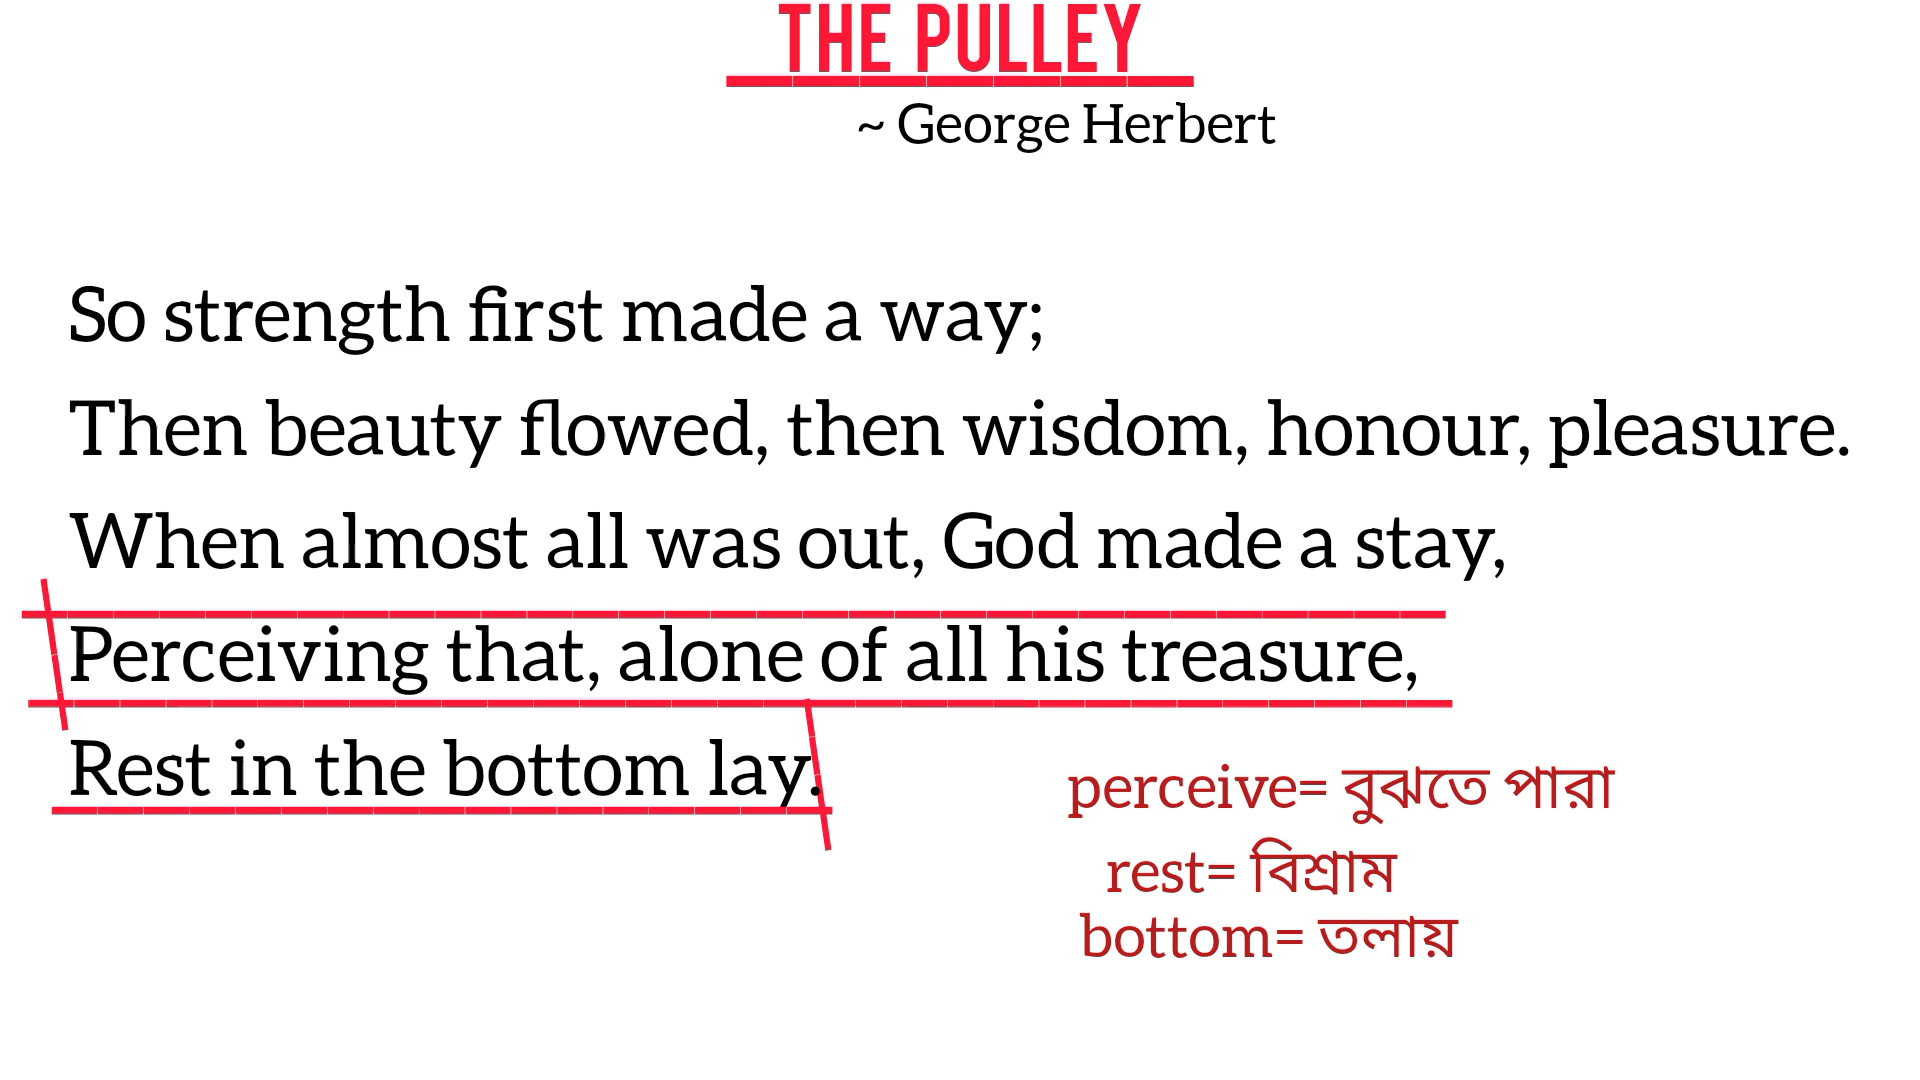 THE PULLEY
~ George Herbert
So strength first made a way;
Then beauty flowed, then wisdom, honour, pleasure.
When almost all was out, God made a stay,
Perceiving that, alone of all his treasure,
Rest in the bottom lay.
perceive= বুঝতে পারা
rest= বিশ্রাম
bottom= তলায়